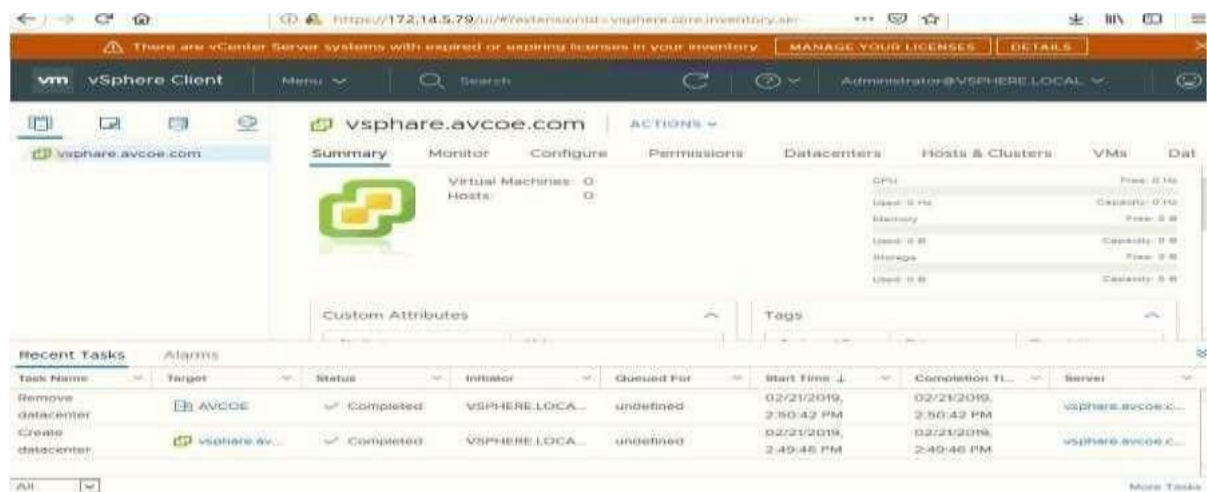 https://172.14.5.79/ui/#/extensionId=vsphere.core.inventory.ser
There are vCenter Server systems with expired or expiring licenses in your inventory MANAGE YOUR LICENSES DETAILS
vm vSphere Client Menu Search Administrator@VSPHERE.LOCAL
vsphare.avcoe.com ACTIONS
vsphare.avcoe.com
Summary Monitor Configure Permissions Datacenters Hosts & Clusters VMs Dat
Virtual Machines: 0
Hosts: 0
CPU Free: 0 Hz
Used: 0 Hz Capacity: 0 Hz
Memory Free: 0 B
Used: 0 B Capacity: 0 B
Storage Free: 0 B
Used: 0 B Capacity: 0 B
Custom Attributes Tags
Recent Tasks Alarms
Task Name Target Status Initiator Queued For Start Time ↓ Completion Ti... Server
Remove datacenter AVCOE Completed VSPHERE.LOCA... undefined 02/21/2019, 2:50:42 PM 02/21/2019, 2:50:42 PM vsphare.avcoe.c...
Create datacenter vsphare.av... Completed VSPHERE.LOCA... undefined 02/21/2019, 2:49:46 PM 02/21/2019, 2:49:46 PM vsphare.avcoe.c...
All More Tasks